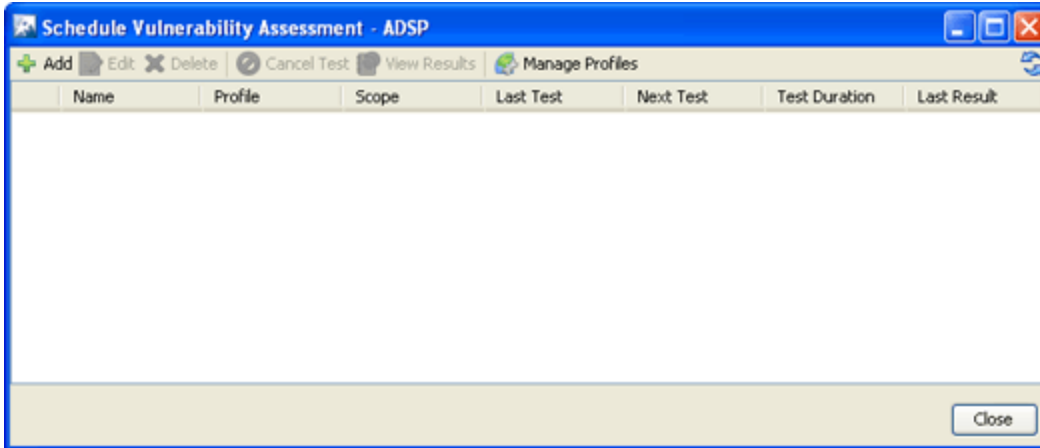 Schedule Vulnerability Assessment - ADSP
Add Edit Delete Cancel Test View Results Manage Profiles
Name Profile Scope Last Test Next Test Test Duration Last Result
Close